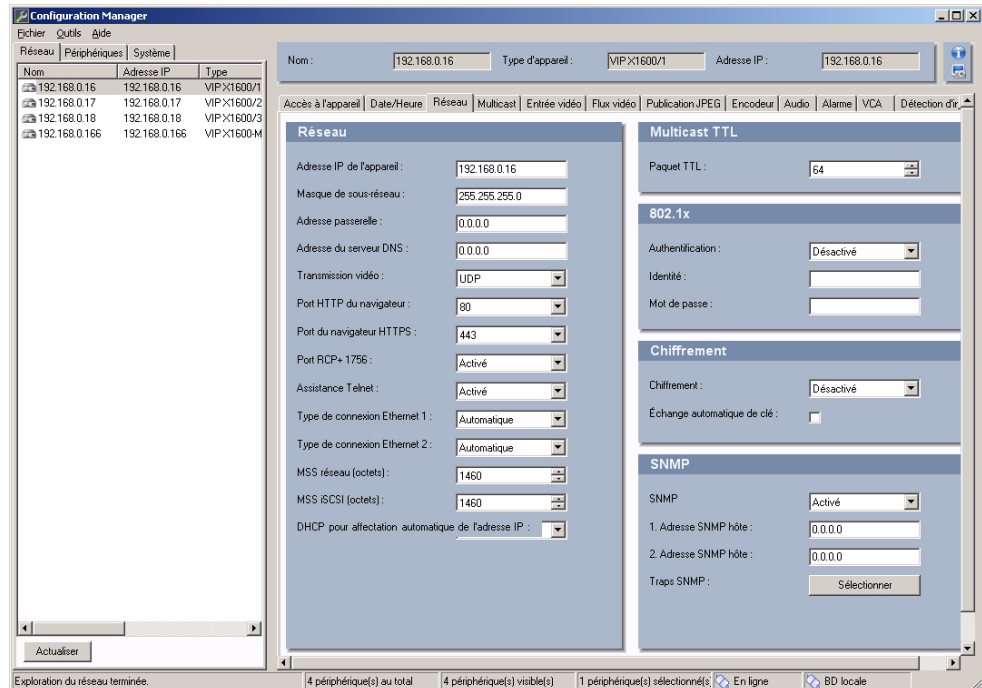 Configuration Manager
Fichier Outils Aide
Réseau Périphériques Système
Nom Adresse IP Type
192.168.0.16 192.168.0.16 VIP X1600/1
192.168.0.17 192.168.0.17 VIP X1600/2
192.168.0.18 192.168.0.18 VIP X1600/3
192.168.0.166 192.168.0.166 VIP X1600-M
Actualiser
Nom : 192.168.0.16 Type d'appareil : VIP X1600/1 Adresse IP : 192.168.0.16
Accès à l'appareil Date/Heure Réseau Multicast Entrée vidéo Flux vidéo Publication JPEG Encodeur Audio Alarme VCA Détection d'ir
Réseau
Adresse IP de l'appareil : 192.168.0.16
Masque de sous-réseau : 255.255.255.0
Adresse passerelle : 0.0.0.0
Adresse du serveur DNS : 0.0.0.0
Transmission vidéo : UDP
Port HTTP du navigateur : 80
Port du navigateur HTTPS : 443
Port RCP+ 1756 : Activé
Assistance Telnet : Activé
Type de connexion Ethernet 1 : Automatique
Type de connexion Ethernet 2 : Automatique
MSS réseau (octets) : 1460
MSS iSCSI (octets) : 1460
DHCP pour affectation automatique de l'adresse IP :
Multicast TTL
Paquet TTL : 64
802.1x
Authentification : Désactivé
Identité :
Mot de passe :
Chiffrement
Chiffrement : Désactivé
Échange automatique de clé :
SNMP
SNMP Activé
1. Adresse SNMP hôte : 0.0.0.0
2. Adresse SNMP hôte : 0.0.0.0
Traps SNMP : Sélectionner
Exploration du réseau terminée. 4 périphérique(s) au total 4 périphérique(s) visible(s) 1 périphérique(s) sélectionné(s) En ligne BD locale